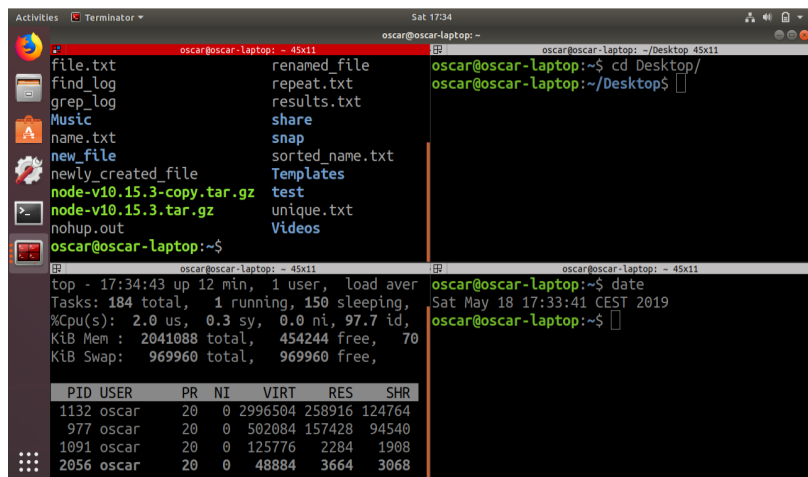 Activities Terminator Sat 17:34
oscar@oscar-laptop: ~
oscar@oscar-laptop: ~ 45x11
file.txt renamed_file
find_log repeat.txt
grep_log results.txt
Music share
name.txt snap
new_file sorted_name.txt
newly_created_file Templates
node-v10.15.3-copy.tar.gz test
node-v10.15.3.tar.gz unique.txt
nohup.out Videos
oscar@oscar-laptop:~$
oscar@oscar-laptop: ~/Desktop 45x11
oscar@oscar-laptop:~$ cd Desktop/
oscar@oscar-laptop:~/Desktop$
oscar@oscar-laptop: ~ 45x11
top - 17:34:43 up 12 min, 1 user, load aver
Tasks: 184 total, 1 running, 150 sleeping,
%Cpu(s): 2.0 us, 0.3 sy, 0.0 ni, 97.7 id,
KiB Mem : 2041088 total, 454244 free, 70
KiB Swap: 969960 total, 969960 free,
PID USER PR NI VIRT RES SHR
1132 oscar 20 0 2996504 258916 124764
977 oscar 20 0 502084 157428 94540
1091 oscar 20 0 125776 2284 1908
2056 oscar 20 0 48884 3664 3068
oscar@oscar-laptop: ~ 45x11
oscar@oscar-laptop:~$ date
Sat May 18 17:33:41 CEST 2019
oscar@oscar-laptop:~$